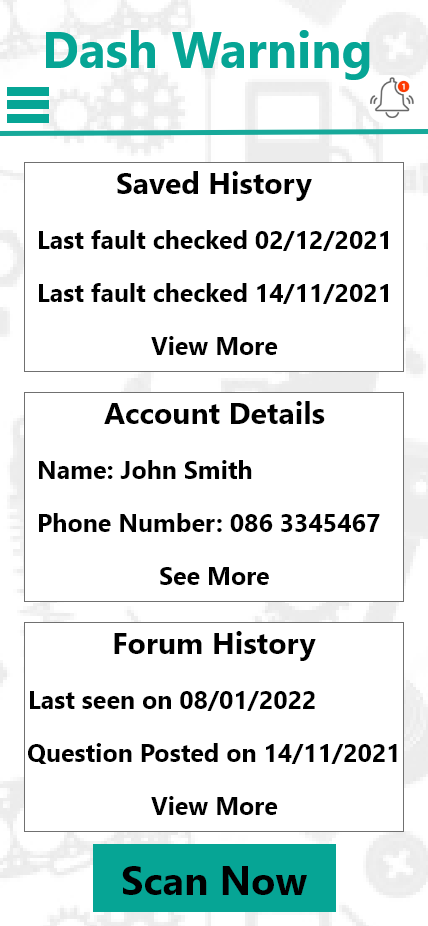 Dash Warning
1
Saved History
Last fault checked 02/12/2021
Last fault checked 14/11/2021
View More
Account Details
Name: John Smith
Phone Number: 086 3345467
See More
Forum History
Last seen on 08/01/2022
Question Posted on 14/11/2021
View More
Scan Now